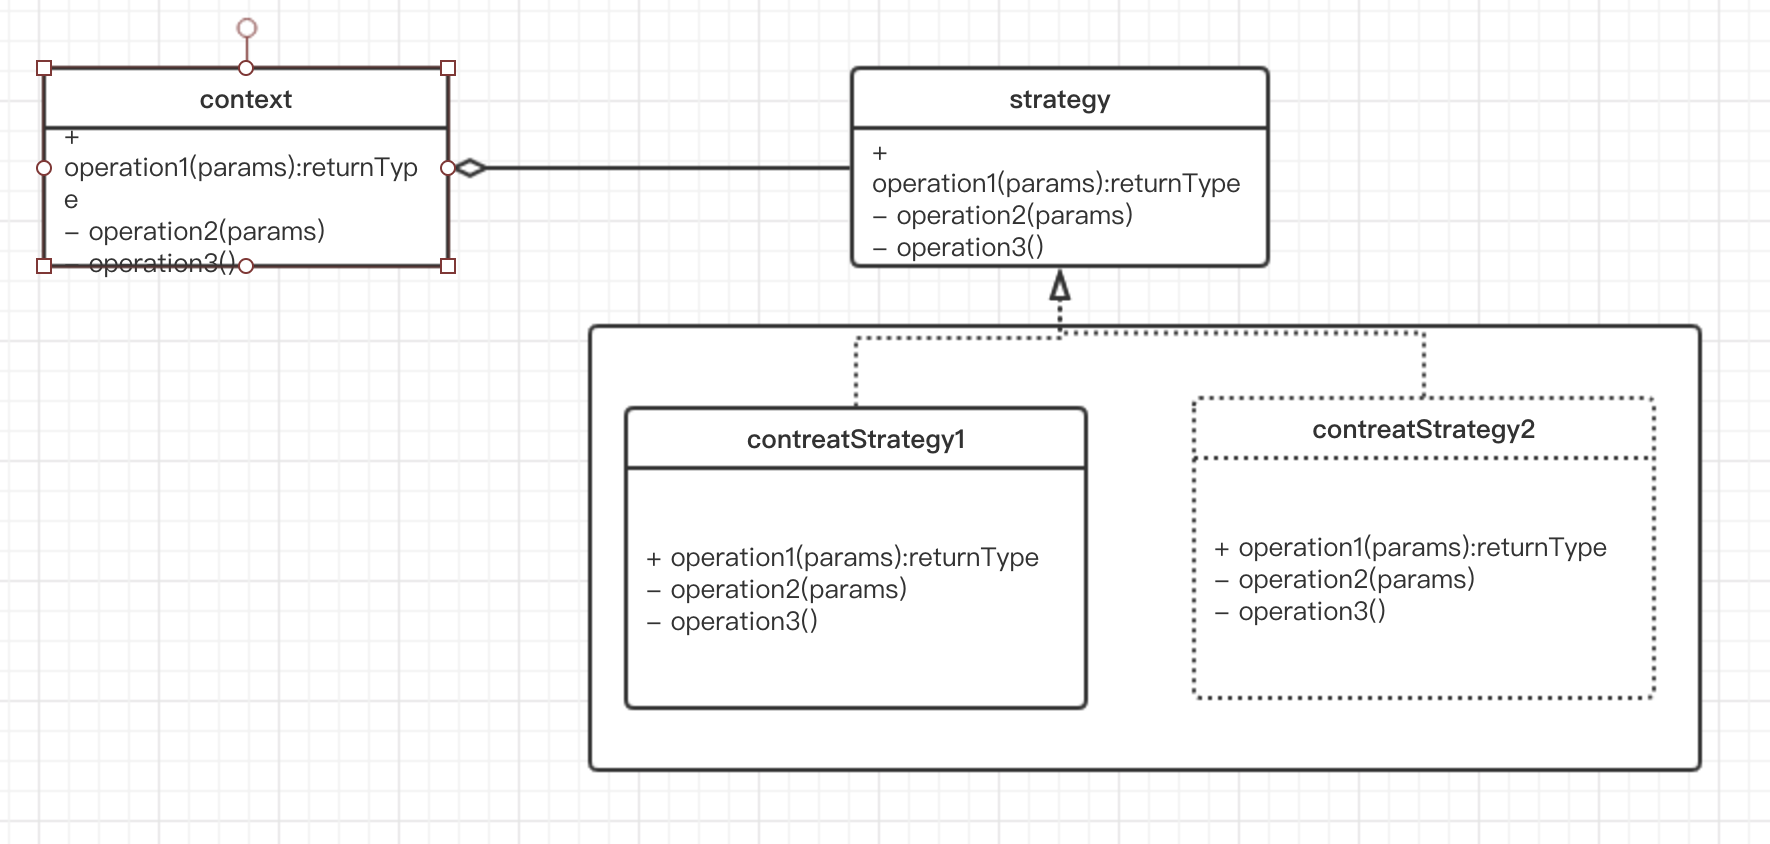 context
+
operation1(params):returnTyp
e
– operation2(params)
– operation3()
strategy
+
operation1(params):returnType
– operation2(params)
– operation3()
contreatStrategy1
+ operation1(params):returnType
– operation2(params)
– operation3()
contreatStrategy2
+ operation1(params):returnType
– operation2(params)
– operation3()